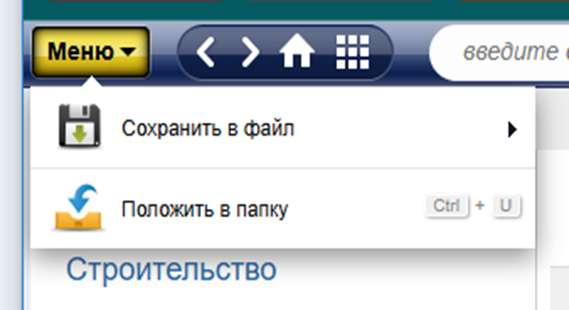 Меню
введите
Сохранить в файл
Положить в папку Ctrl + U
Строительство